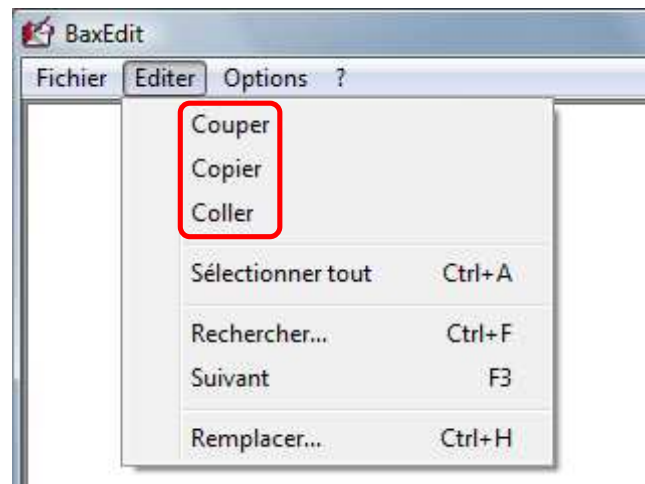 BaxEdit
Fichier Editer Options ?
Couper
Copier
Coller
Sélectionner tout Ctrl+A
Rechercher... Ctrl+F
Suivant F3
Remplacer... Ctrl+H